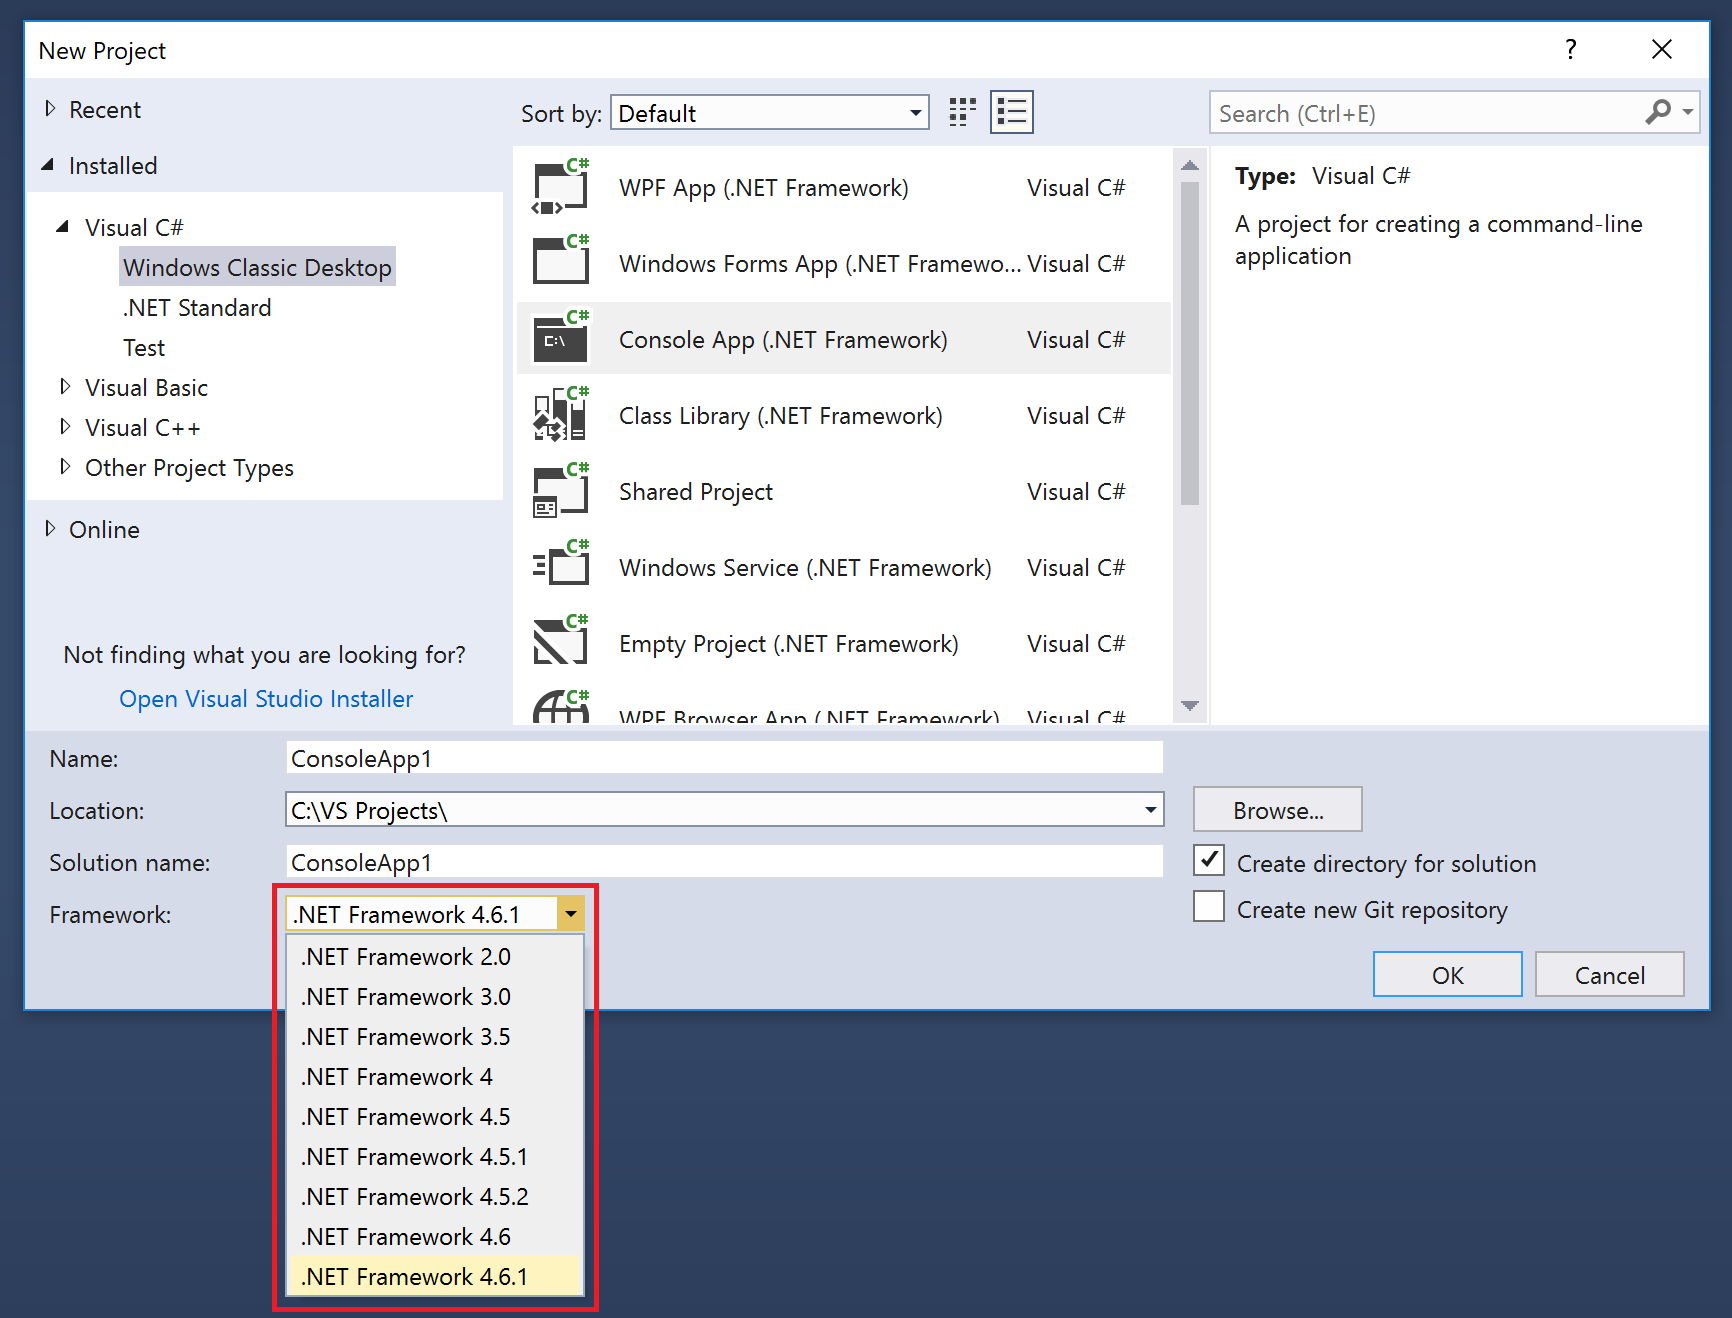 New Project
?
Recent
Installed
Visual C#
Windows Classic Desktop
.NET Standard
Test
Visual Basic
Visual C++
Other Project Types
Online
Not finding what you are looking for?
Open Visual Studio Installer
Sort by: Default
Search (Ctrl+E)
C# WPF App (.NET Framework) Visual C#
C# Windows Forms App (.NET Framewo... Visual C#
C# C:\ Console App (.NET Framework) Visual C#
C# Class Library (.NET Framework) Visual C#
C# Shared Project Visual C#
C# Windows Service (.NET Framework) Visual C#
C# Empty Project (.NET Framework) Visual C#
C# WPF Browser App (.NET Framework) Visual C#
Type: Visual C#
A project for creating a command-line
application
Name: ConsoleApp1
Location: C:\VS Projects\ Browse...
Solution name: ConsoleApp1
Create directory for solution
Framework: .NET Framework 4.6.1
Create new Git repository
OK Cancel
.NET Framework 2.0
.NET Framework 3.0
.NET Framework 3.5
.NET Framework 4
.NET Framework 4.5
.NET Framework 4.5.1
.NET Framework 4.5.2
.NET Framework 4.6
.NET Framework 4.6.1